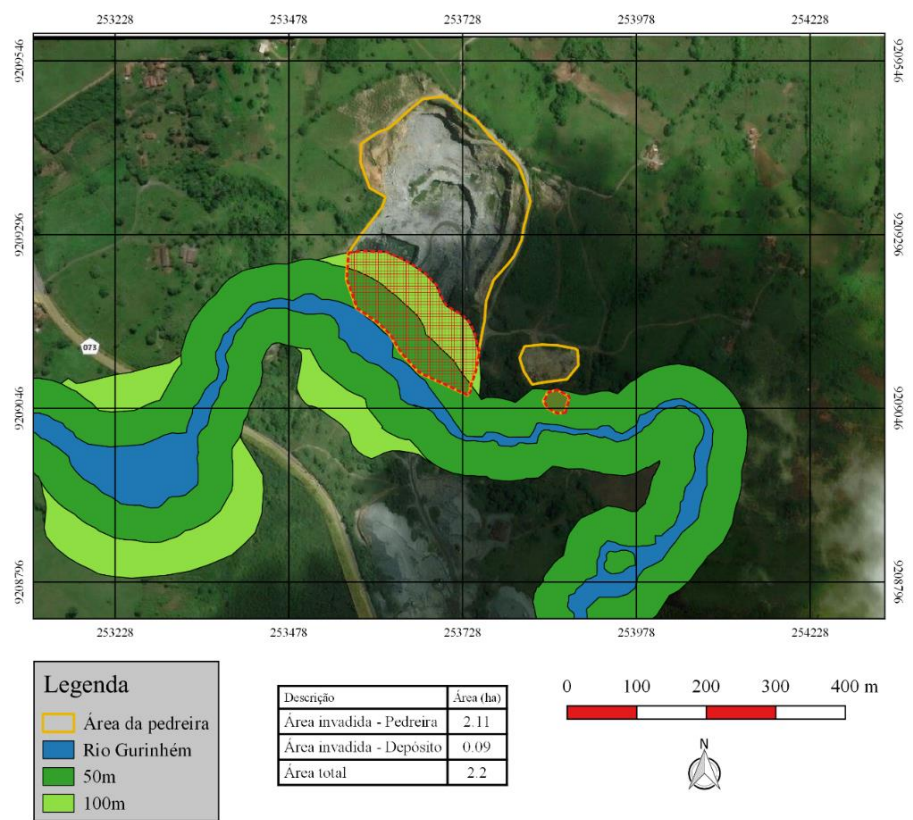 253228 253478 253728 253978 254228
9209546 9209546
9209296 9209296
073
9209046 9209046
9208796 9208796
253228 253478 253728 253978 254228
Legenda
Área da pedreira
Rio Gurinhém
50m
100m
Descrição Área (ha)
Área invadida - Pedreira 2.11
Área invadida - Depósito 0.09
Área total 2.2
0 100 200 300 400 m
N